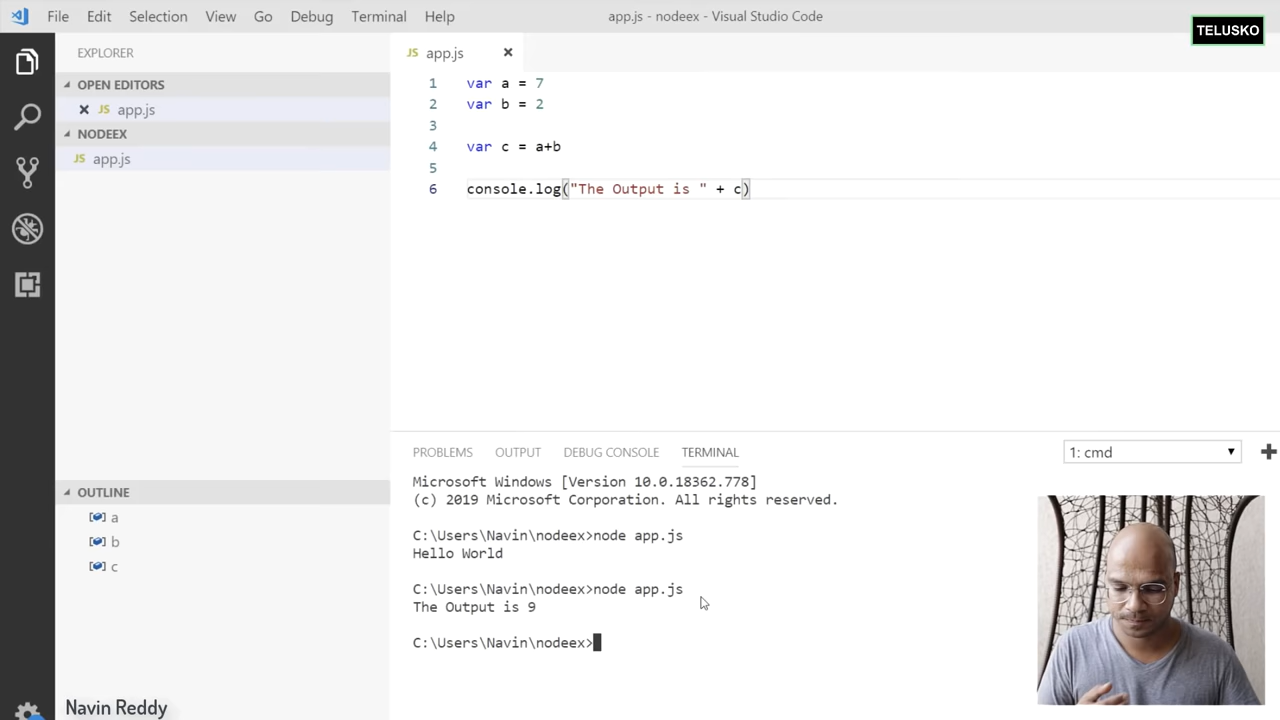 File Edit Selection View Go Debug Terminal Help
app.js - nodeex - Visual Studio Code
TELUSKO
EXPLORER
OPEN EDITORS
JS app.js
NODEEX
JS app.js
OUTLINE
a
b
c
JS app.js
1 var a = 7
2 var b = 2
3
4 var c = a+b
5
6 console.log("The Output is " + c)
PROBLEMS OUTPUT DEBUG CONSOLE TERMINAL
1: cmd
Microsoft Windows [Version 10.0.18362.778]
(c) 2019 Microsoft Corporation. All rights reserved.
C:\Users\Navin\nodeex>node app.js
Hello World
C:\Users\Navin\nodeex>node app.js
The Output is 9
C:\Users\Navin\nodeex>
Navin Reddy